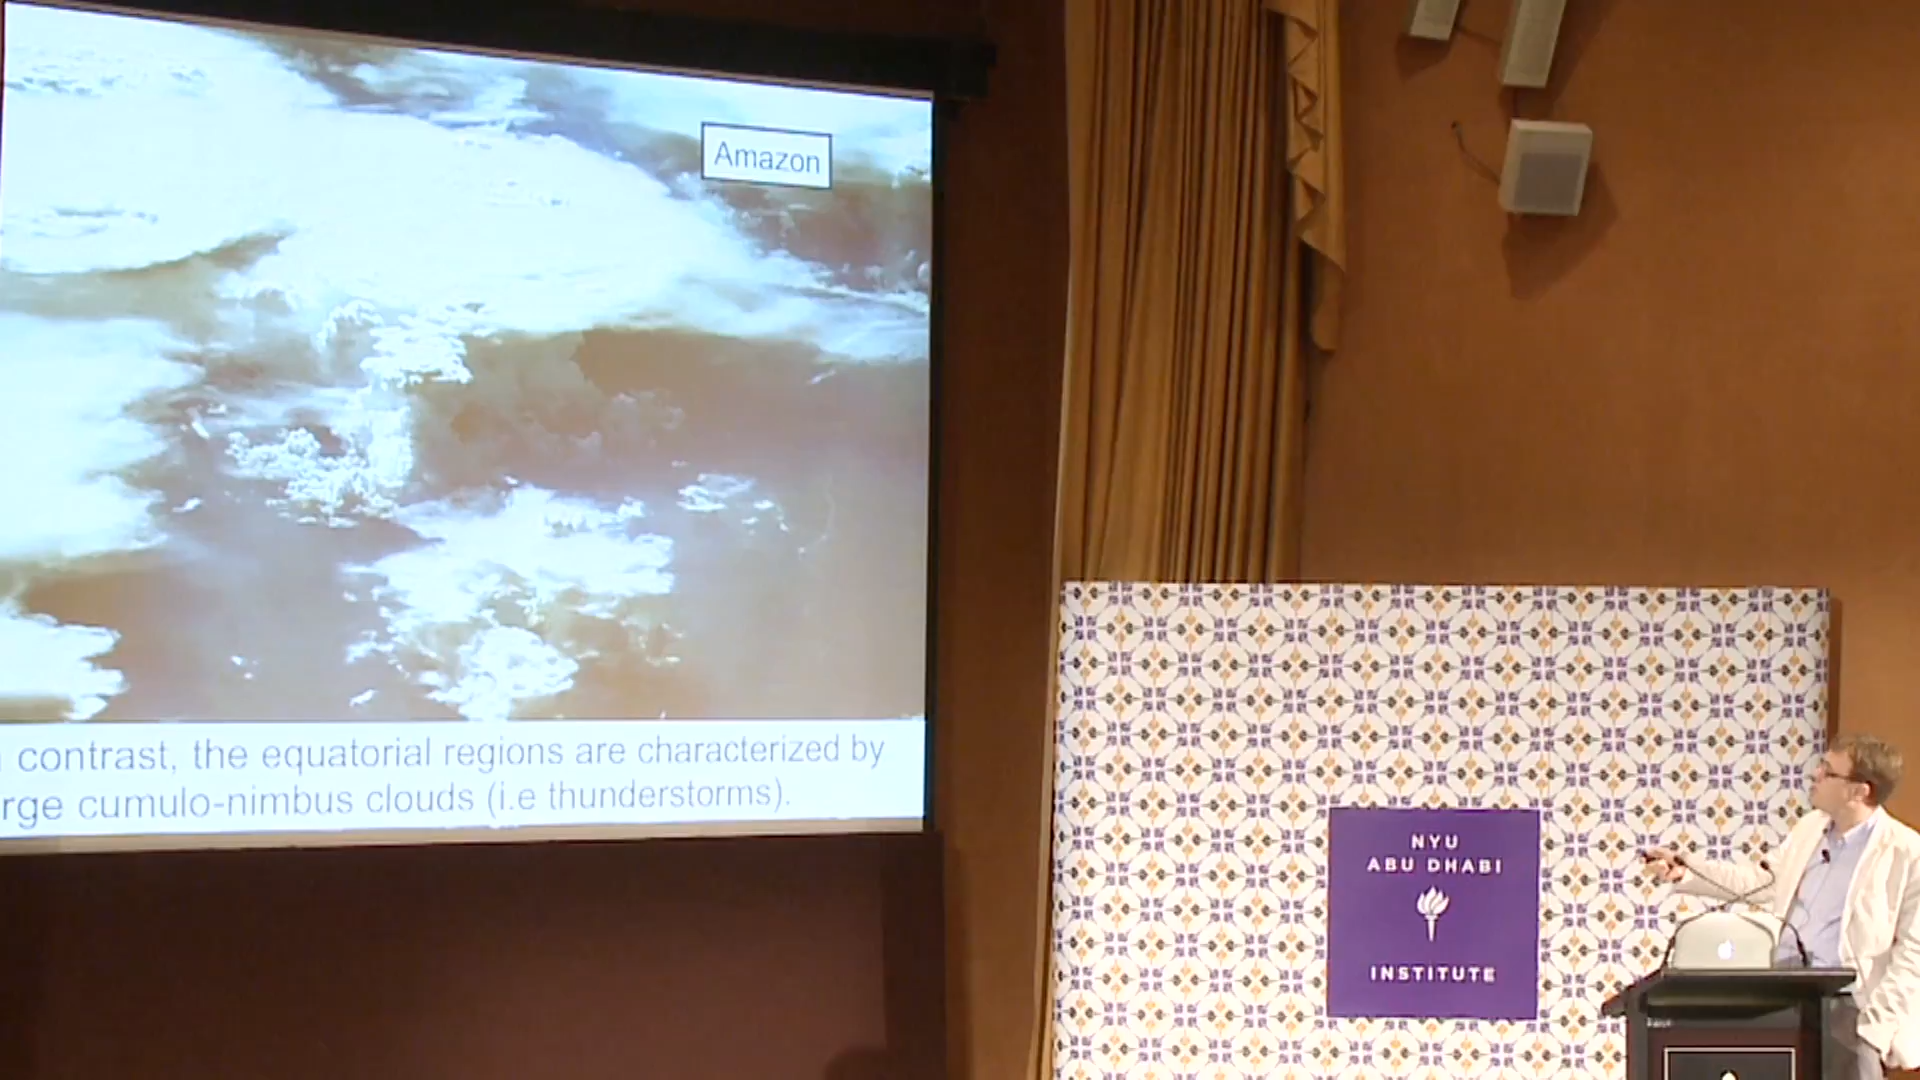 Amazon
contrast, the equatorial regions are characterized by
rge cumulo-nimbus clouds (i.e thunderstorms).
NYU
ABU DHABI
INSTITUTE